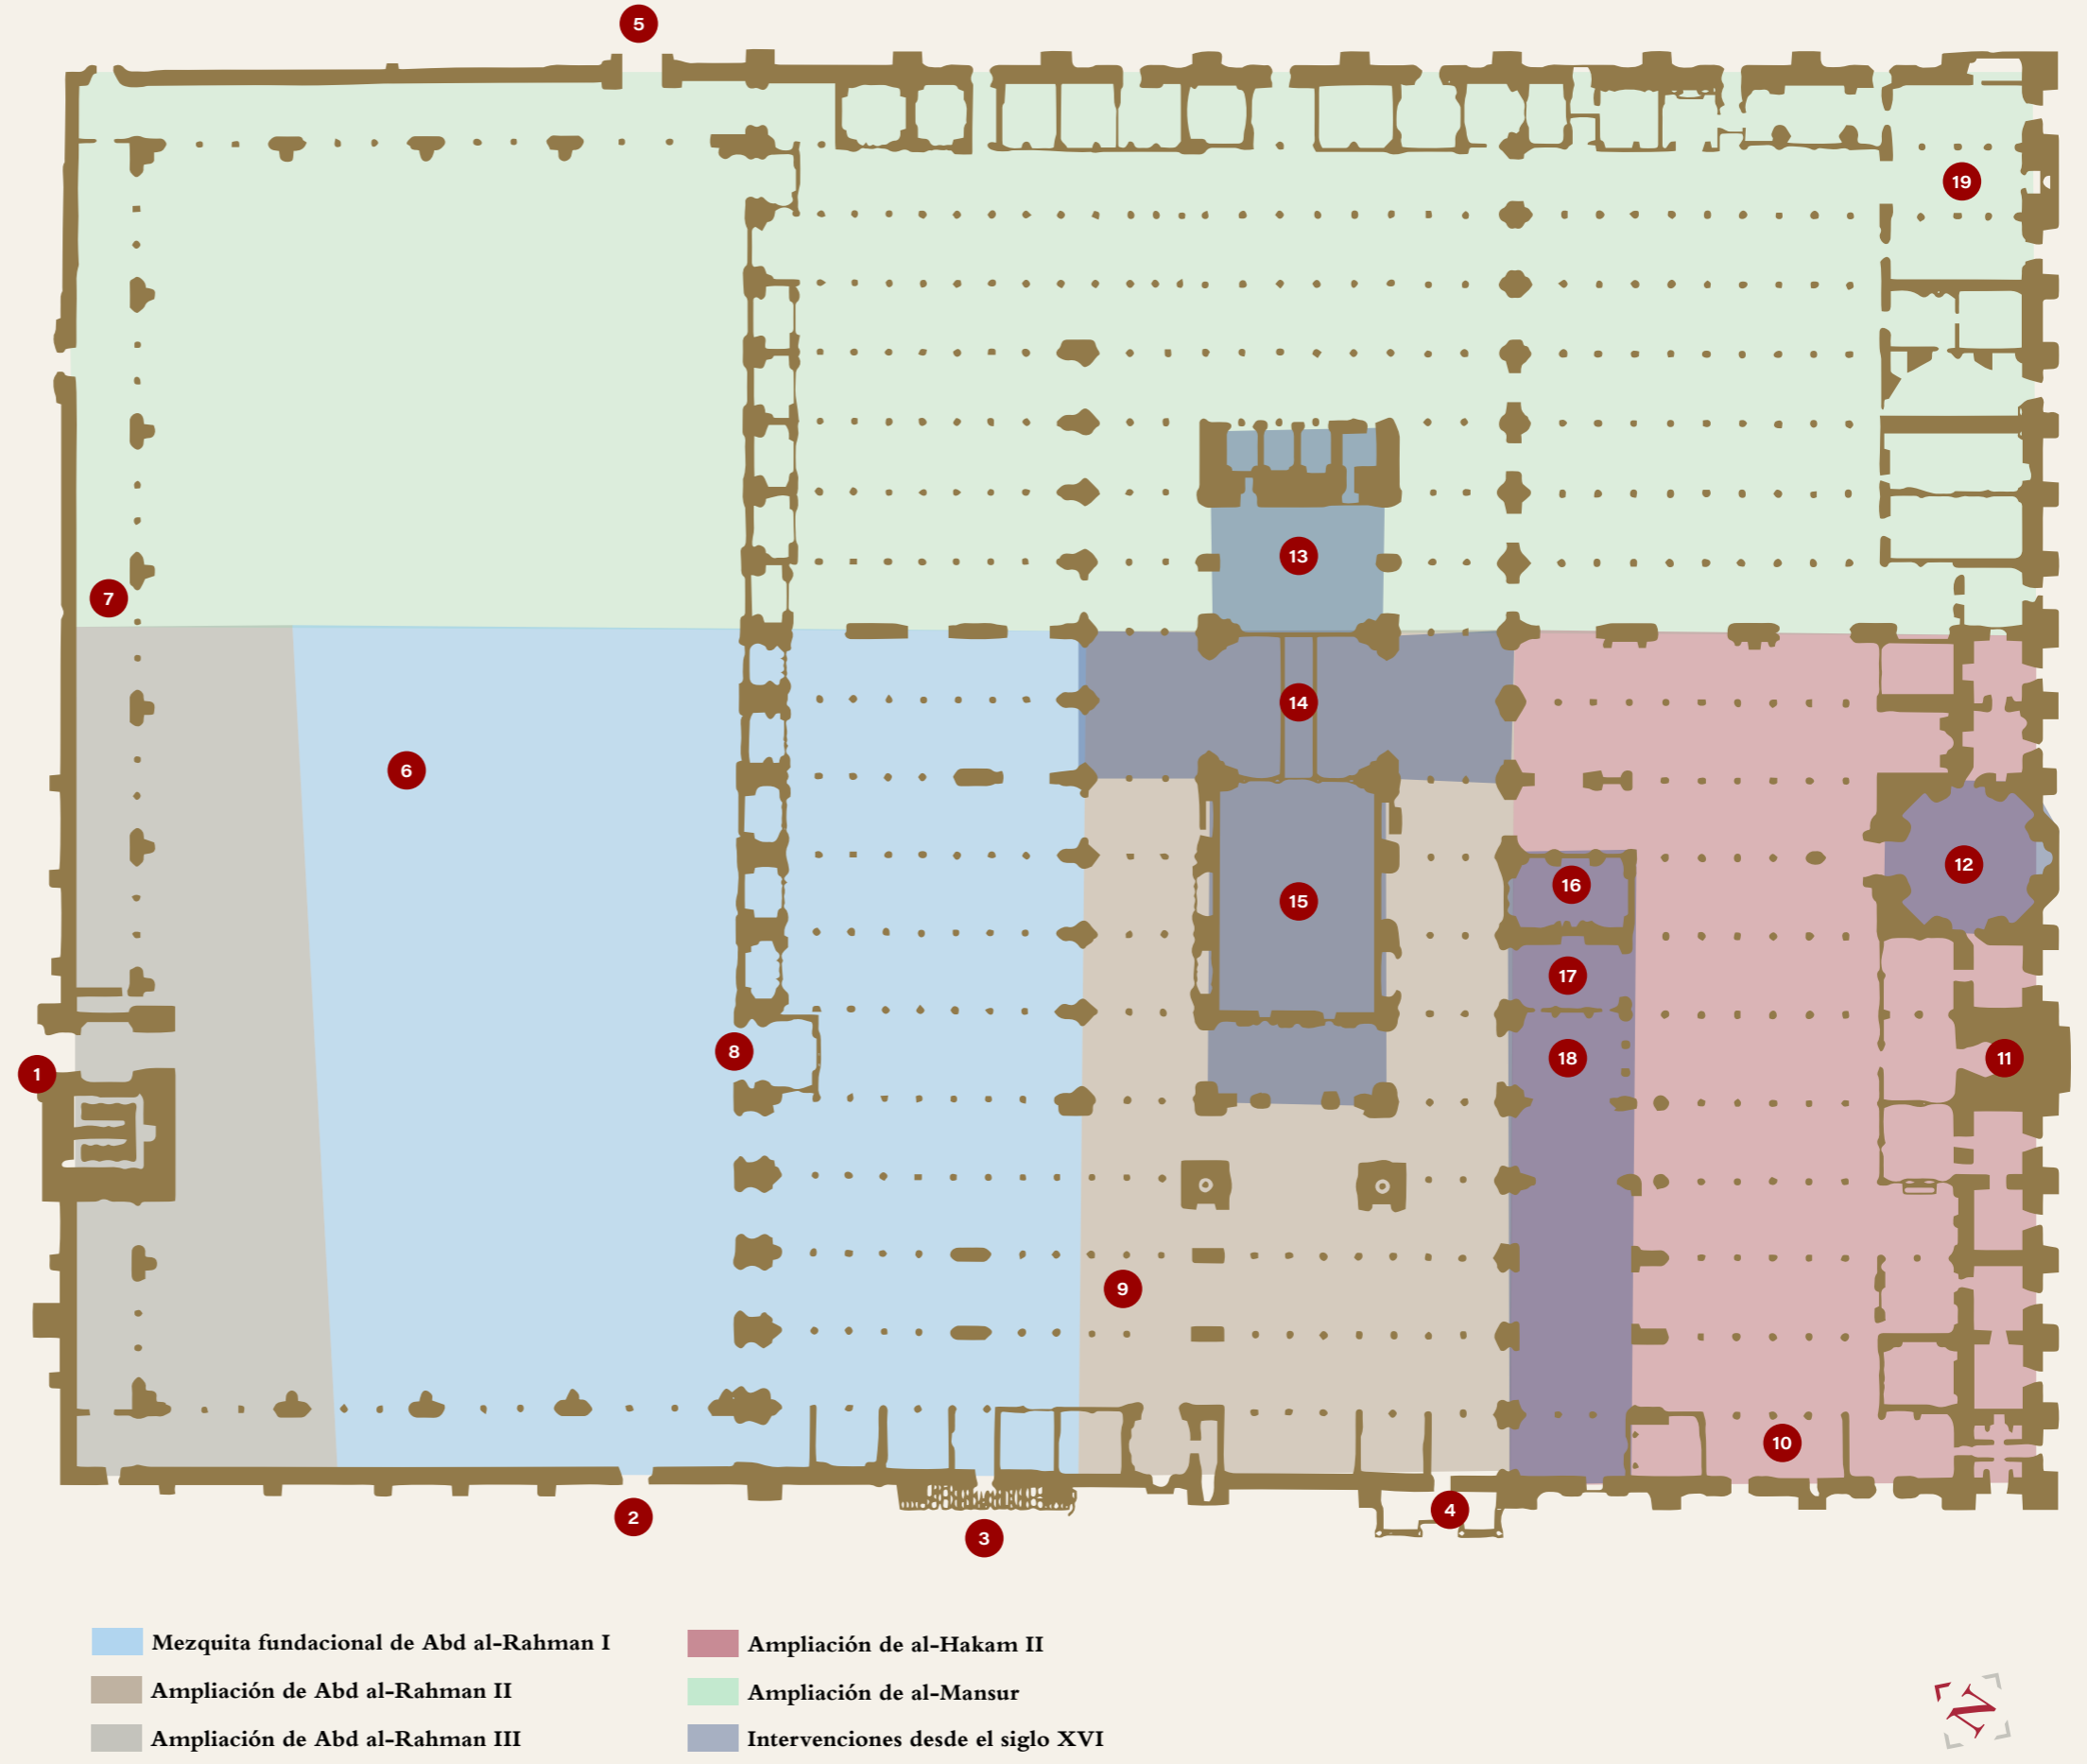 5
19
13
7
14
6
12
16
15
17
8
18
11
1
9
10
4
2
3
Mezquita fundacional de Abd al-Rahman I
Ampliación de Abd al-Rahman II
Ampliación de Abd al-Rahman III
Ampliación de al-Hakam II
Ampliación de al-Mansur
Intervenciones desde el siglo XVI
N